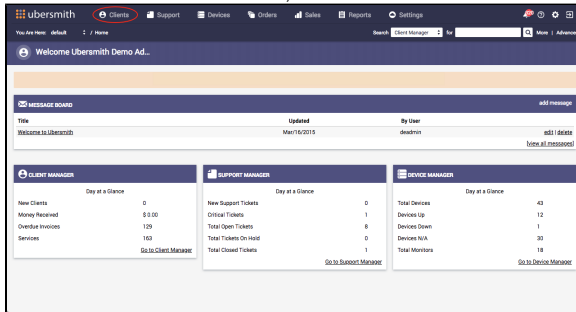 ubersmith Clients Support Devices Orders Sales Reports Settings
You Are Here: default / Home Search Client Manager for More | Advance
Welcome Ubersmith Demo Ad...
MESSAGE BOARD add message
Title Updated By User
Welcome to Ubersmith Mar/16/2015 deadmin edit | delete
[view all messages]
CLIENT MANAGER
Day at a Glance
New Clients 0
Money Received $ 0.00
Overdue Invoices 129
Services 163
Go to Client Manager
SUPPORT MANAGER
Day at a Glance
New Support Tickets 0
Critical Tickets 1
Total Open Tickets 8
Total Tickets On Hold 0
Total Closed Tickets 1
Go to Support Manager
DEVICE MANAGER
Day at a Glance
Total Devices 43
Devices Up 12
Devices Down 1
Devices N/A 30
Total Monitors 18
Go to Device Manager